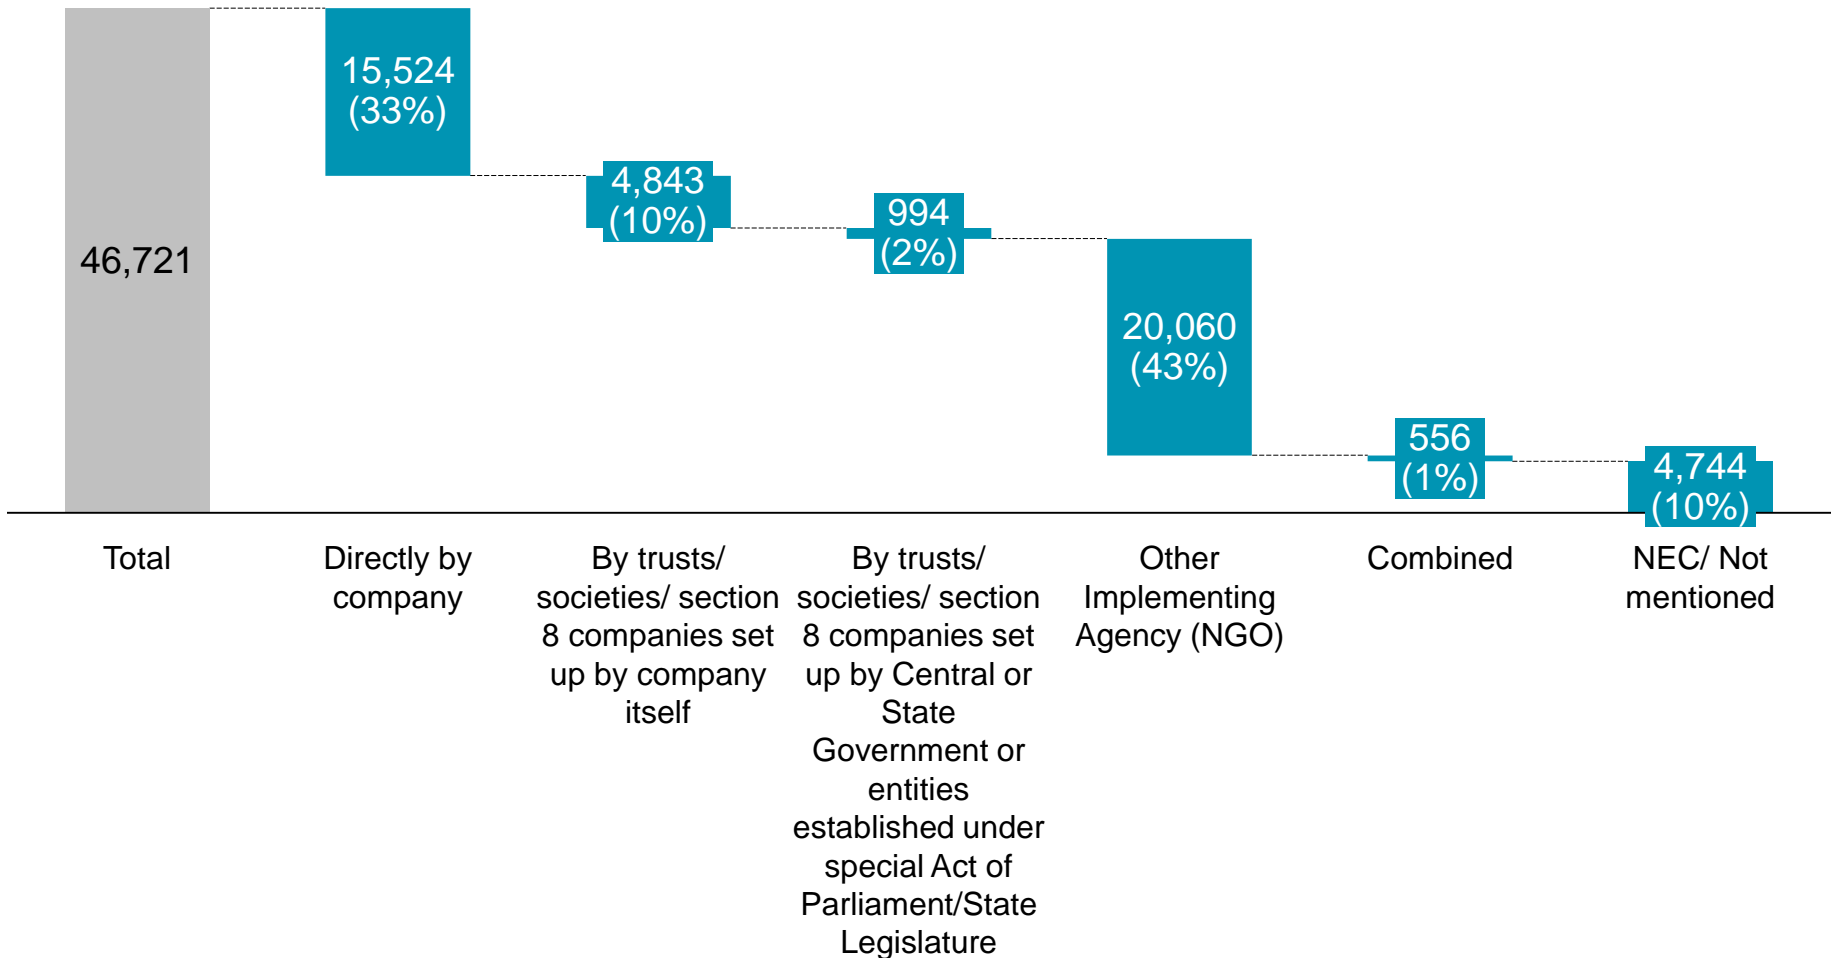 15,524
(33%)
4,843
(10%)
994
(2%)
46,721
20,060
(43%)
556
(1%)
4,744
(10%)
Total
Directly by
company
By trusts/
societies/ section
8 companies set
up by company
itself
By trusts/
societies/ section
8 companies set
up by Central or
State
Government or
entities
established under
special Act of
Parliament/State
Legislature
Other
Implementing
Agency (NGO)
Combined
NEC/ Not
mentioned